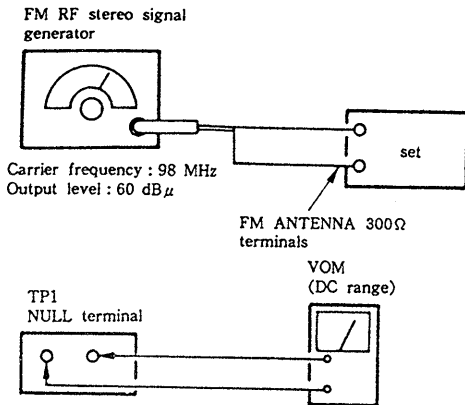 FM RF stereo signal
generator
set
Carrier frequency : 98 MHz
Output level : 60 dBμ
FM ANTENNA 300Ω
terminals
VOM
(DC range)
TP1
NULL terminal